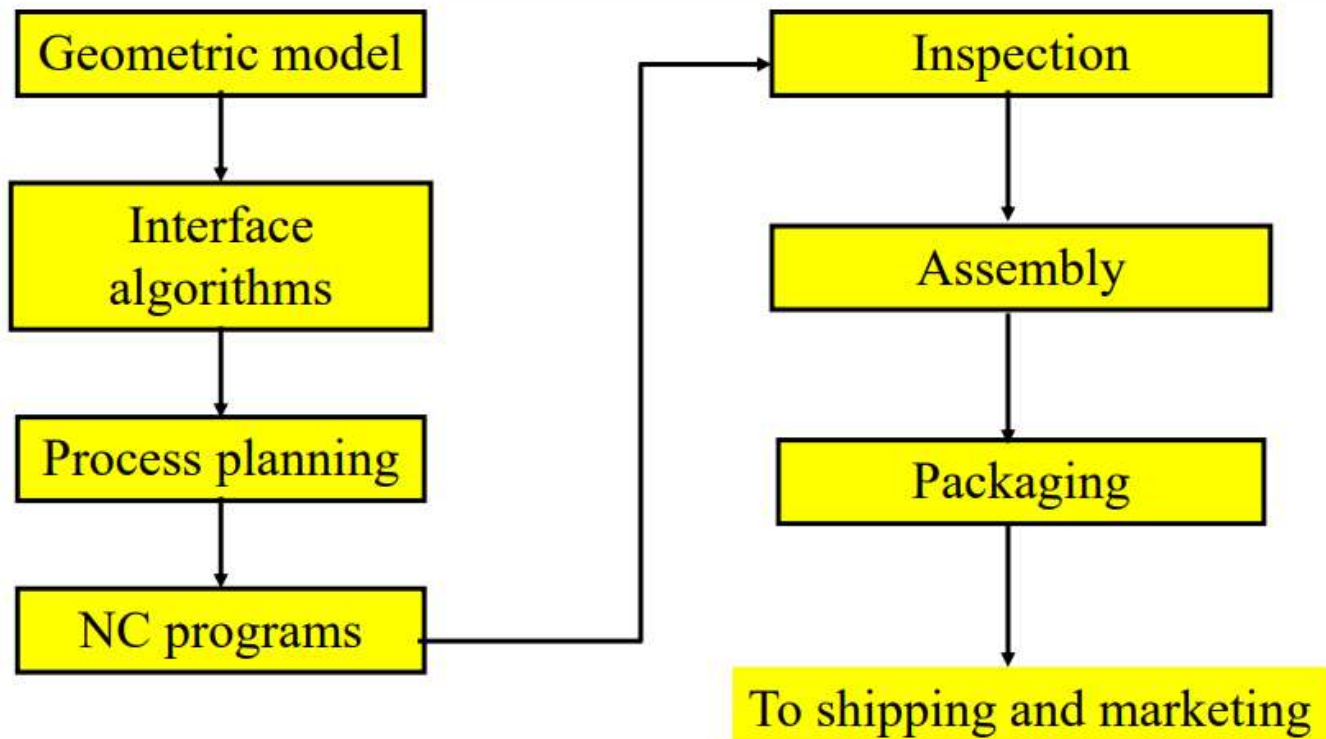 Geometric model
Interface
algorithms
Process planning
NC programs
Inspection
Assembly
Packaging
To shipping and marketing